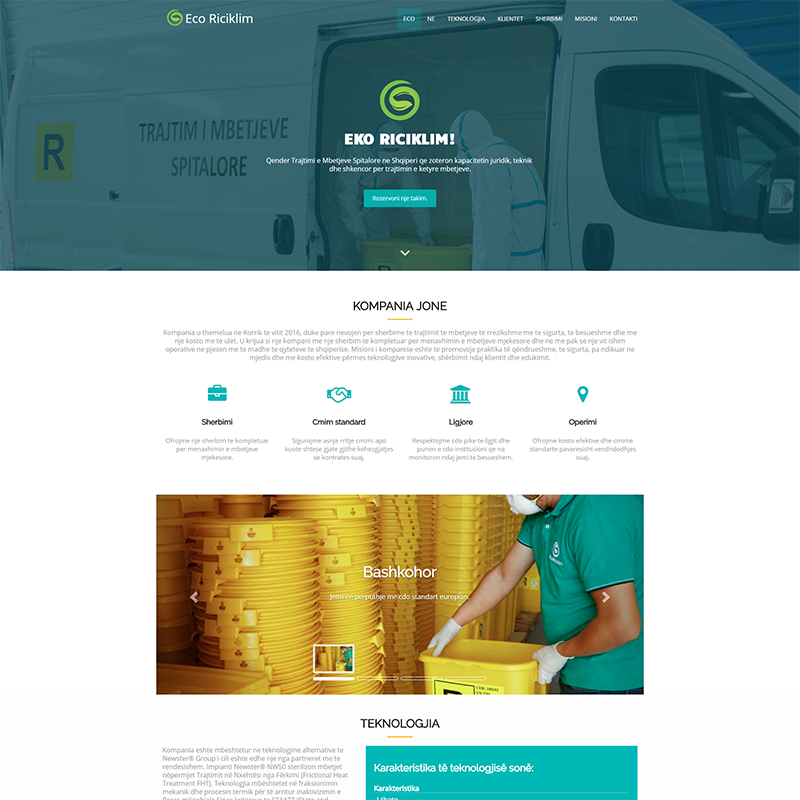 Eco Riciklim
ECO NE TEKNOLOGJIA KLIENTET SHERBIMI MISIONI KONTAKTI
R
TRAJTIM I MBETJEVE
SPITALORE
EKO RICIKLIM!
Qender Trajtimi e Mbetjeve Spitalore ne Shqiperi qe zoteron kapacitetin juridik, teknik
dhe shkencor per trajtimin e ketyre mbetjeve.
Rezervoni nje takim.
KOMPANIA JONE
Kompania u themelua ne Korrik te vitit 2016, duke pare nevojen per sherbime te trajtimit te mbetjeve te rrezikshme me te sigurta, te besueshme dhe me
nje kosto me te ulet. U krijua si nje kompani me nje sherbim te kompletuar per menaxhimin e mbetjeve mjekesore dhe ne me pak se nje vit ishim
operative ne pjesen me te madhe te qyteteve te shqiperise. Misioni i kompanise eshte te promovoje praktika të qëndrueshme, te sigurta, pa ndikuar ne
mjedis dhe me kosto efektive përmes teknologjive inovative, shërbimit ndaj klientit dhe edukimit.
Sherbimi
Ofrojme nje sherbim te kompletuar
per menaxhimin e mbetjeve
mjekesore.
Cmim standard
Sigurojme asnje rritje cmimi apo
kuote shtese gjate gjithe kohezgjatjes
se kontrates suaj.
Ligjore
Respektojme cdo pike te ligjit dhe
punen e cdo institucioni qe na
monitoron ndaj jemi te besueshem.
Operimi
Ofrojme kosto efektive dhe cmime
standarte pavaresisht vendndodhjes
suaj.
Bashkohor
Jemi ne perputhje me cdo standart europian.
R
TEKNOLOGJIA
Kompania eshte mbeshtetur ne teknologjine alternative te
Newster® Group i cili eshte edhe nje nga partneret me te
rendesishem. Impianti Newster® NW50 sterilizon mbetjet
nëpermjet Trajtimit në Nxehtësi nga Fërkimi (Frictional Heat
Treatment FHT). Teknologjia mbështetet në fraksionimin
mekanik dhe procesin termik për të arritur inaktivizimin e
Karakteristika të teknologjisë sonë:
Karakteristika